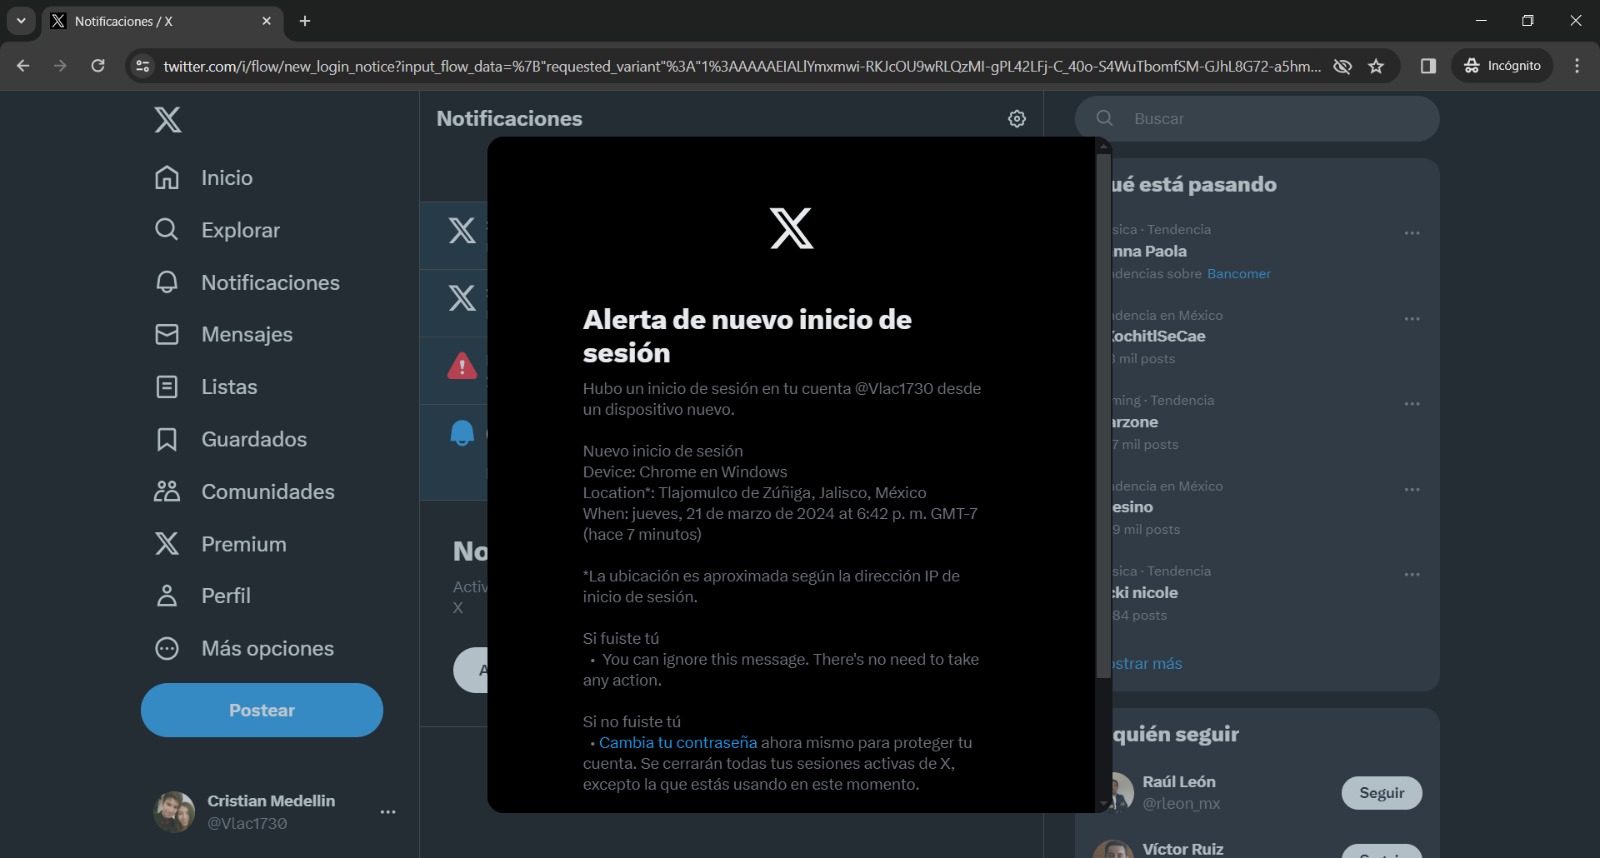 Notificaciones / X
twitter.com/i/flow/new_login_notice?input_flow_data=%7B"requested_variant"%3A"1%3AAAAAEIALlYmxmwi-RKJcOU9wRLQzMI-gPL42LFj-C_40o-S4WuTbomfSM-GJhL8G72-a5hm...
Incógnito
Inicio
Explorar
Notificaciones
Mensajes
Listas
Guardados
Comunidades
Premium
Perfil
Más opciones
Postear
Cristian Medellin
@Vlac1730
Notificaciones
No
Activ
X
A
Alerta de nuevo inicio de
sesión
Hubo un inicio de sesión en tu cuenta @Vlac1730 desde
un dispositivo nuevo.
Nuevo inicio de sesión
Device: Chrome en Windows
Location*: Tlajomulco de Zúñiga, Jalisco, México
When: jueves, 21 de marzo de 2024 at 6:42 p. m. GMT-7
(hace 7 minutos)
*La ubicación es aproximada según la dirección IP de
inicio de sesión.
Si fuiste tú
• You can ignore this message. There's no need to take
any action.
Si no fuiste tú
• Cambia tu contraseña ahora mismo para proteger tu
cuenta. Se cerrarán todas tus sesiones activas de X,
excepto la que estás usando en este momento.
Buscar
ué está pasando
sica · Tendencia
nna Paola
dencias sobre Bancomer
dencia en México
XochitlSeCae
mil posts
ming · Tendencia
arzone
7 mil posts
dencia en México
esino
9 mil posts
sica · Tendencia
cki nicole
84 posts
ostrar más
quién seguir
Raúl León
@rleon_mx
Seguir
Víctor Ruiz